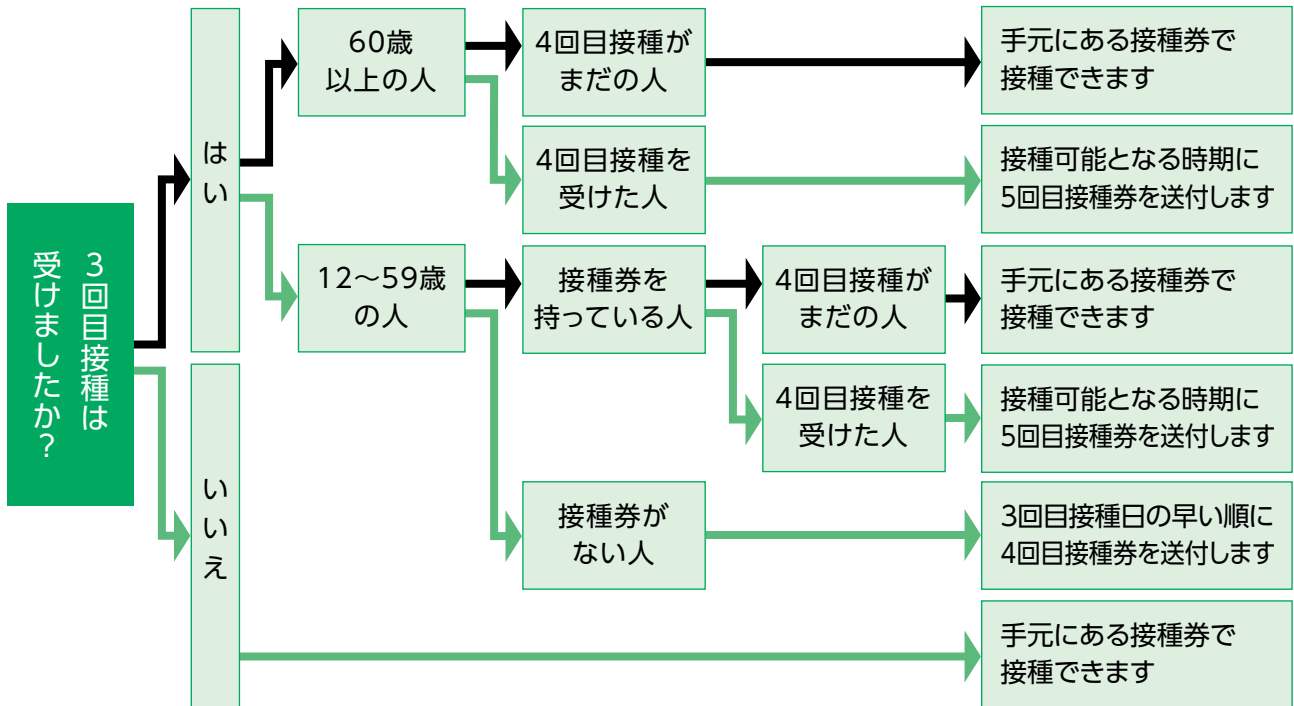 3回目接種は
受けましたか？
はい
60歳
以上の人
4回目接種が
まだの人
手元にある接種券で
接種できます
4回目接種を
受けた人
接種可能となる時期に
5回目接種券を送付します
12～59歳
の人
接種券を
持っている人
4回目接種が
まだの人
手元にある接種券で
接種できます
4回目接種を
受けた人
接種可能となる時期に
5回目接種券を送付します
接種券が
ない人
3回目接種日の早い順に
4回目接種券を送付します
いいえ
手元にある接種券で
接種できます